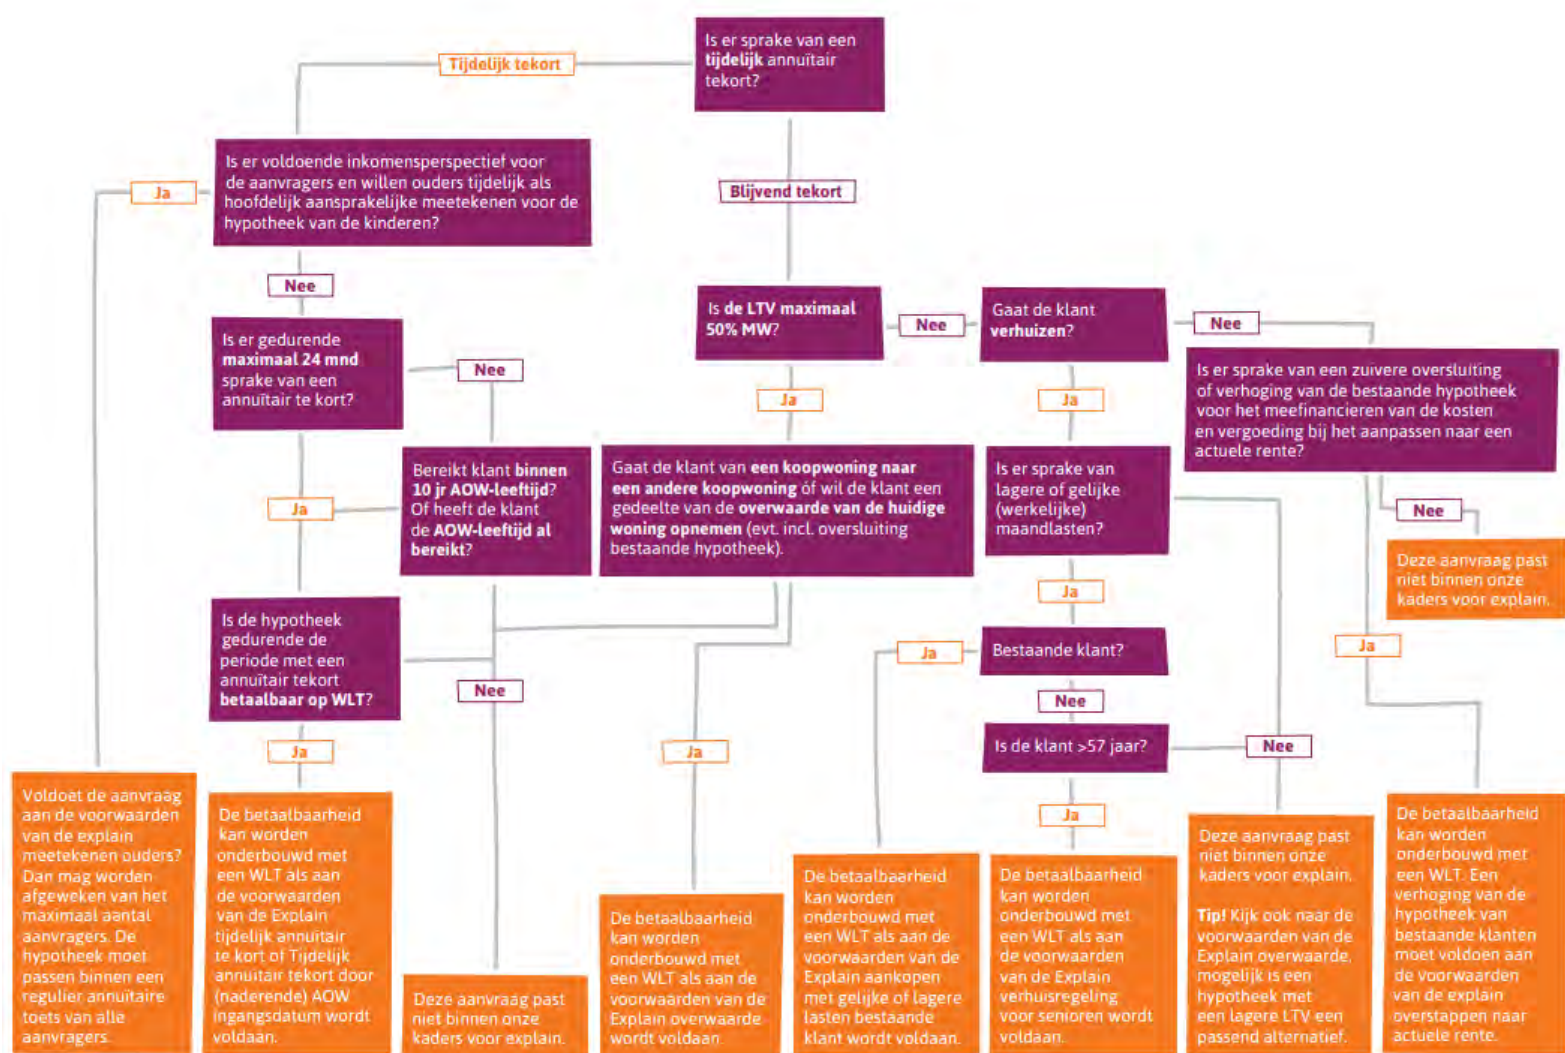 Is er sprake van een
tijdelijk annuïtair
tekort?
Tijdelijk tekort
Is er voldoende inkomensperspectief voor
de aanvragers en willen ouders tijdelijk als
hoofdelijk aansprakelijke meetekenen voor de
hypotheek van de kinderen?
Ja
Blijvend tekort
Nee
Is er gedurende
maximaal 24 mnd
sprake van een
annuïtair te kort?
Nee
Is de LTV maximaal
50% MW?
Nee
Gaat de klant
verhuizen?
Nee
Is er sprake van een zuivere oversluiting
of verhoging van de bestaande hypotheek
voor het meefinancieren van de kosten
en vergoeding bij het aanpassen naar een
actuele rente?
Ja
Ja
Ja
Bereikt klant binnen
10 jr AOW-leeftijd?
Of heeft de klant
de AOW-leeftijd al
bereikt?
Gaat de klant van een koopwoning naar
een andere koopwoning óf wil de klant een
gedeelte van de overwaarde van de huidige
woning opnemen (evt. incl. oversluiting
bestaande hypotheek).
Is er sprake van
lagere of gelijke
(werkelijke)
maandlasten?
Nee
Deze aanvraag past
niet binnen onze
kaders voor explain.
Is de hypotheek
gedurende de
periode met een
annuïtair tekort
betaalbaar op WLT?
Ja
Ja
Bestaande klant?
Ja
Nee
Nee
Ja
Ja
Is de klant >57 jaar?
Nee
Ja
Voldoet de aanvraag
aan de voorwaarden
van de explain
meetekenen ouders?
Dan mag worden
afgeweken van het
maximaal aantal
aanvragers. De
hypotheek moet
passen binnen een
regulier annuïtaire
toets van alle
aanvragers.
De betaalbaarheid
kan worden
onderbouwd met
een WLT als aan
de voorwaarden
van de Explain
tijdelijk annuïtair
te kort of Tijdelijk
annuïtair tekort door
(naderende) AOW
ingangsdatum wordt
voldaan.
Deze aanvraag past
niet binnen onze
kaders voor explain.
De betaalbaarheid
kan worden
onderbouwd met
een WLT als aan de
voorwaarden van de
Explain overwaarde
wordt voldaan.
De betaalbaarheid
kan worden
onderbouwd met
een WLT als aan de
voorwaarden van de
Explain aankopen
met gelijke of lagere
lasten bestaande
klant wordt voldaan.
De betaalbaarheid
kan worden
onderbouwd met
een WLT als aan
de voorwaarden
van de Explain
verhuisregeling
voor senioren wordt
voldaan.
Deze aanvraag past
niet binnen onze
kaders voor explain.
Tip! Kijk ook naar de
voorwaarden van de
Explain overwaarde,
mogelijk is een
hypotheek met
een lagere LTV een
passend alternatief.
De betaalbaarheid
kan worden
onderbouwd met
een WLT. Een
verhoging van de
hypotheek van
bestaande klanten
moet voldoen aan
de voorwaarden
van de explain
overstappen naar
actuele rente.